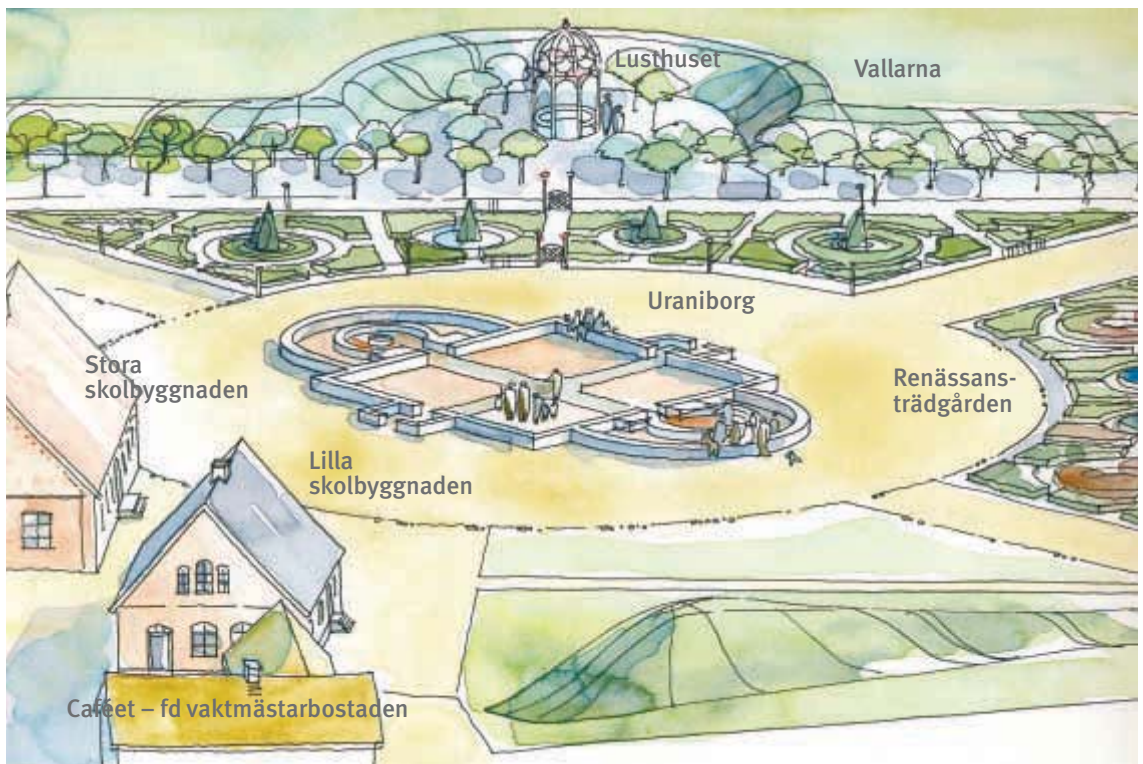 Lusthuset
Vallarna
Uraniborg
Stora
skolbyggnaden
Renässans-
trädgården
Lilla
skolbyggnaden
Caféet – fd vaktmästarbostaden